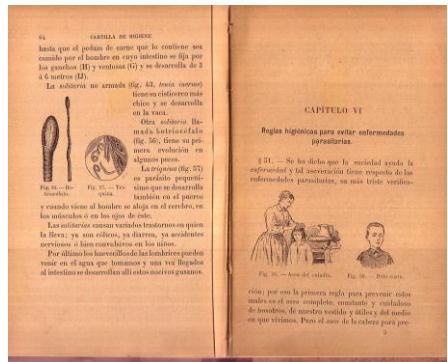 64 CARTILLA DE HIGIENE
hasta que el pedazo de carne que lo contiene sea
comido por el hombre en cuyo intestino se fija por
los ganchos (H) y ventosas (G) y se desarrolla de 2
á 6 metros (IJ).
La solitaria no armada (fig. 43, tenia inermis)
tiene su cisticerco más
chico y se desarrolla
en la vaca.
Otra solitaria lla-
mada botriocéfalo
(fig. 56), tiene su pri-
mera evolución en
algunos peces.
La triquina (fig. 57)
es parásito pequeñí-
simo que se desarrolla
también en el puerco
Fig. 56. — Bo-
triocéfalo.
Fig. 57. — Tri-
quina.
y cuando viene al hombre se aloja en el cerebro, en
los músculos ó en los ojos de éste.
Las solitarias causan variados trastornos en quien
la lleva; ya son cólicos, ya diarrea, ya accidentes
nerviosos ó bien convulsivos en los niños.
Por último los huevecillos de las lombrices pueden
venir en el agua que tomamos y una vez llegados
al intestino se desarrollan allí estos nocivos gusanos.
CAPÍTULO VI
Reglas higiénicas para evitar enfermedades
parasitarias.
§ 51. — Se ha dicho que la suciedad ayuda la
enfermedad y tal aseveración tiene respecto de las
enfermedades parasitarias, su más triste verifica-
Fig. 58. — Aseo del cabello.
Fig. 59. — Pelo corto.
ción; por eso la primera regla para prevenir estos
males es el aseo completo, constante y cuidadoso
de nosotros, de nuestro vestido y útiles y del medio
en que vivimos. Pero el aseo de la cabeza para pre-